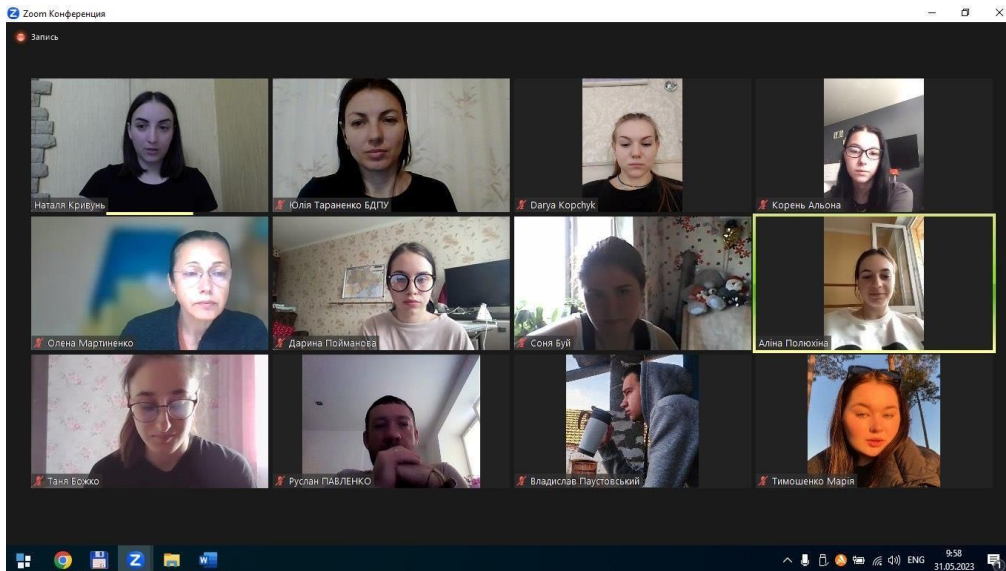 Zoom Конференция
Запись
Наталя Кривунь
Юлія Тараненко БДПУ
Darya Kopchyk
Корень Альона
Олена Мартиненко
Дарина Пойманова
Соня Буй
Аліна Полюхіна
Таня Божко
Руслан ПАВЛЕНКО
Владислав Паустовський
Тимошенко Марія
ENG
9:58
31.05.2023